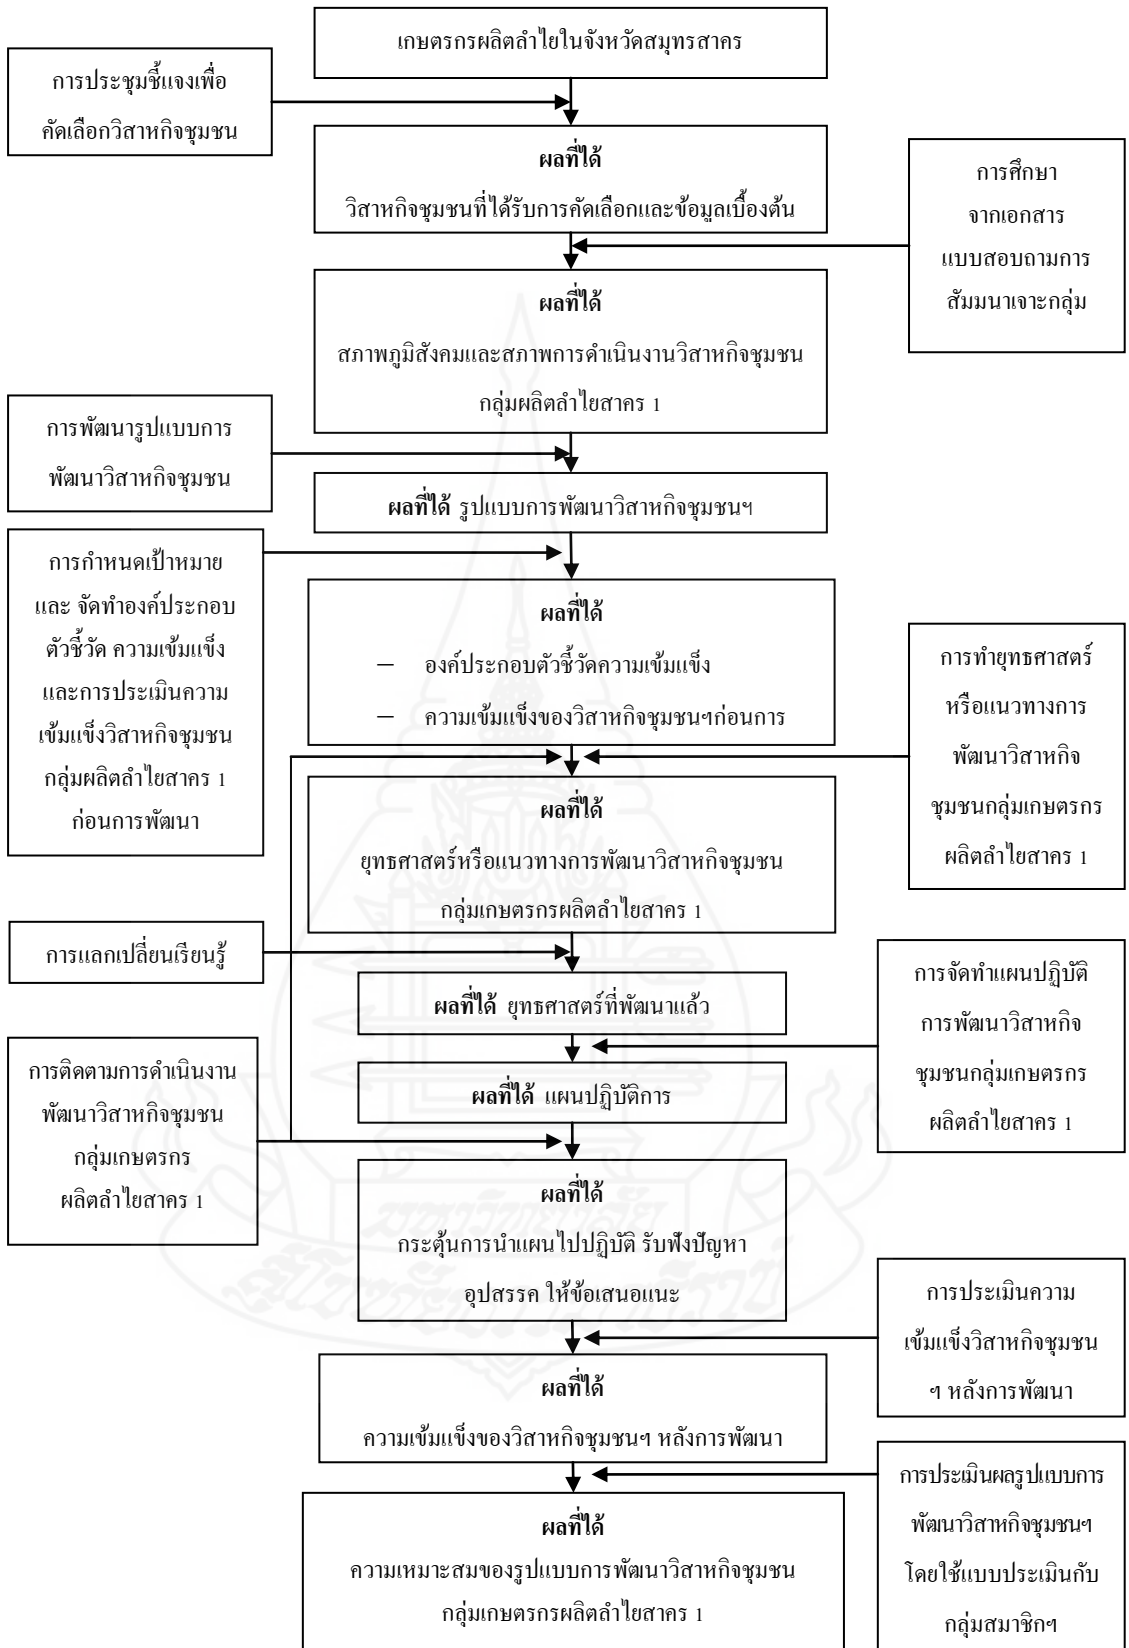 เกษตรกรผลิตลำไยในจังหวัดสมุทรสาคร
การประชุมชี้แจงเพื่อ
คัดเลือกวิสาหกิจชุมชน
ผลที่ได้
วิสาหกิจชุมชนที่ได้รับการคัดเลือกและข้อมูลเบื้องต้น
การศึกษา
จากเอกสาร
แบบสอบถามการ
สัมมนาเจาะกลุ่ม
ผลที่ได้
สภาพภูมิสังคมและสภาพการดำเนินงานวิสาหกิจชุมชน
กลุ่มผลิตลำไยสาคร 1
การพัฒนารูปแบบการ
พัฒนาวิสาหกิจชุมชน
ผลที่ได้ รูปแบบการพัฒนาวิสาหกิจชุมชนฯ
การกำหนดเป้าหมาย
และ จัดทำองค์ประกอบ
ตัวชี้วัด ความเข้มแข็ง
และการประเมินความ
เข้มแข็งวิสาหกิจชุมชน
กลุ่มผลิตลำไยสาคร 1
ก่อนการพัฒนา
ผลที่ได้
– องค์ประกอบตัวชี้วัดความเข้มแข็ง
– ความเข้มแข็งของวิสาหกิจชุมชนฯก่อนการ
การทำยุทธศาสตร์
หรือแนวทางการ
พัฒนาวิสาหกิจ
ชุมชนกลุ่มเกษตรกร
ผลิตลำไยสาคร 1
ผลที่ได้
ยุทธศาสตร์หรือแนวทางการพัฒนาวิสาหกิจชุมชน
กลุ่มเกษตรกรผลิตลำไยสาคร 1
การแลกเปลี่ยนเรียนรู้
ผลที่ได้ ยุทธศาสตร์ที่พัฒนาแล้ว
การจัดทำแผนปฏิบัติ
การพัฒนาวิสาหกิจ
ชุมชนกลุ่มเกษตรกร
ผลิตลำไยสาคร 1
ผลที่ได้ แผนปฏิบัติการ
การติดตามการดำเนินงาน
พัฒนาวิสาหกิจชุมชน
กลุ่มเกษตรกร
ผลิตลำไยสาคร 1
ผลที่ได้
กระตุ้นการนำแผนไปปฏิบัติ รับฟังปัญหา
อุปสรรค ให้ข้อเสนอแนะ
การประเมินความ
เข้มแข็งวิสาหกิจชุมชน
ฯ หลังการพัฒนา
ผลที่ได้
ความเข้มแข็งของวิสาหกิจชุมชนฯ หลังการพัฒนา
การประเมินผลรูปแบบการ
พัฒนาวิสาหกิจชุมชนฯ
โดยใช้แบบประเมินกับ
กลุ่มสมาชิกฯ
ผลที่ได้
ความเหมาะสมของรูปแบบการพัฒนาวิสาหกิจชุมชน
กลุ่มเกษตรกรผลิตลำไยสาคร 1
มหาวิทยาลัย
สุโขทัยธรรมาธิราช